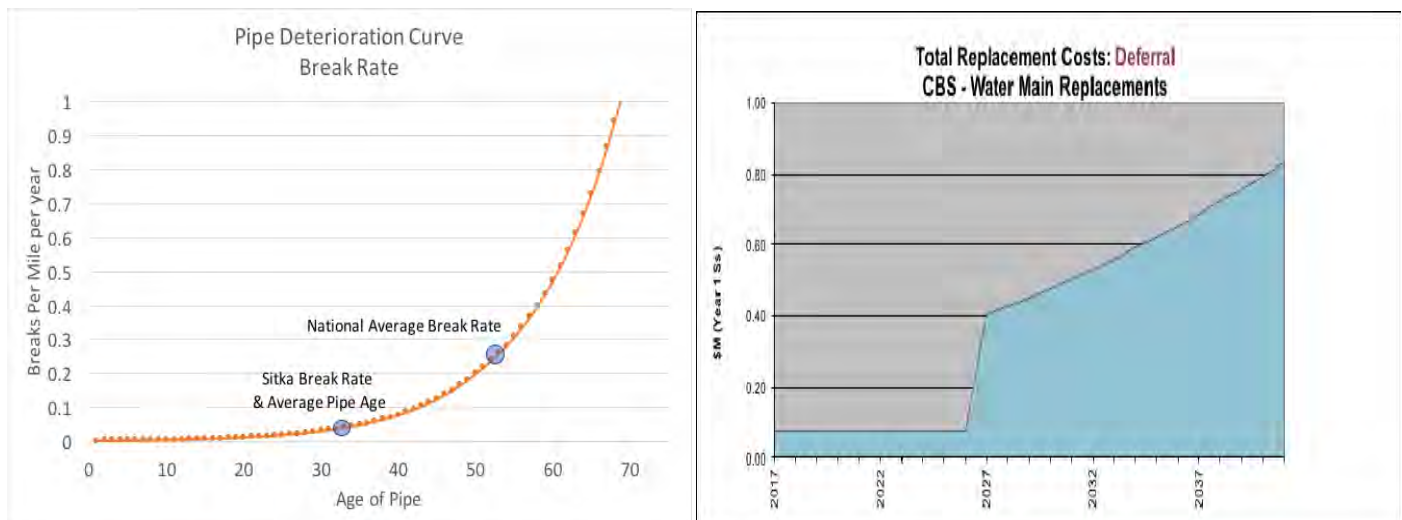 Pipe Deterioration Curve
Break Rate
1
0.9
0.8
0.7
0.6
0.5
0.4
0.3
0.2
0.1
0
Breaks Per Mile per year
National Average Break Rate
Sitka Break Rate
& Average Pipe Age
0 10 20 30 40 50 60 70
Age of Pipe
Total Replacement Costs: Deferral
CBS - Water Main Replacements
1.00
0.80
0.60
0.40
0.20
0.00
$M (Year 1 $s)
2017 2022 2027 2032 2037